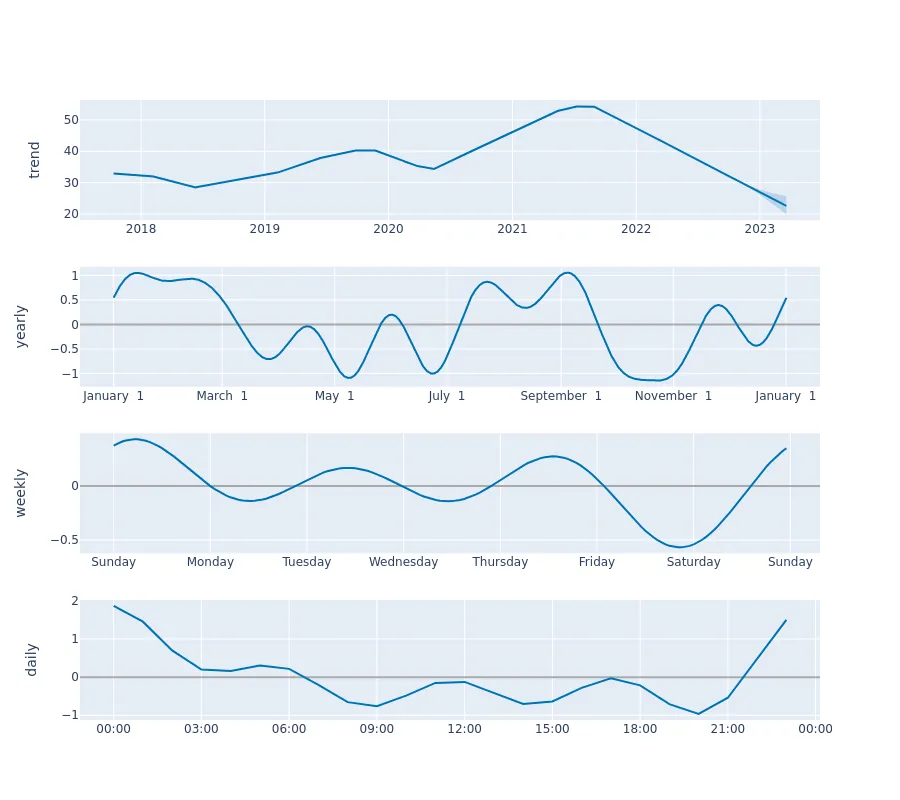 trend
50
40
30
20
2018 2019 2020 2021 2022 2023
yearly
1
0.5
0
−0.5
−1
January 1 March 1 May 1 July 1 September 1 November 1 January 1
weekly
0
−0.5
Sunday Monday Tuesday Wednesday Thursday Friday Saturday Sunday
daily
2
1
0
−1
00:00 03:00 06:00 09:00 12:00 15:00 18:00 21:00 00:00